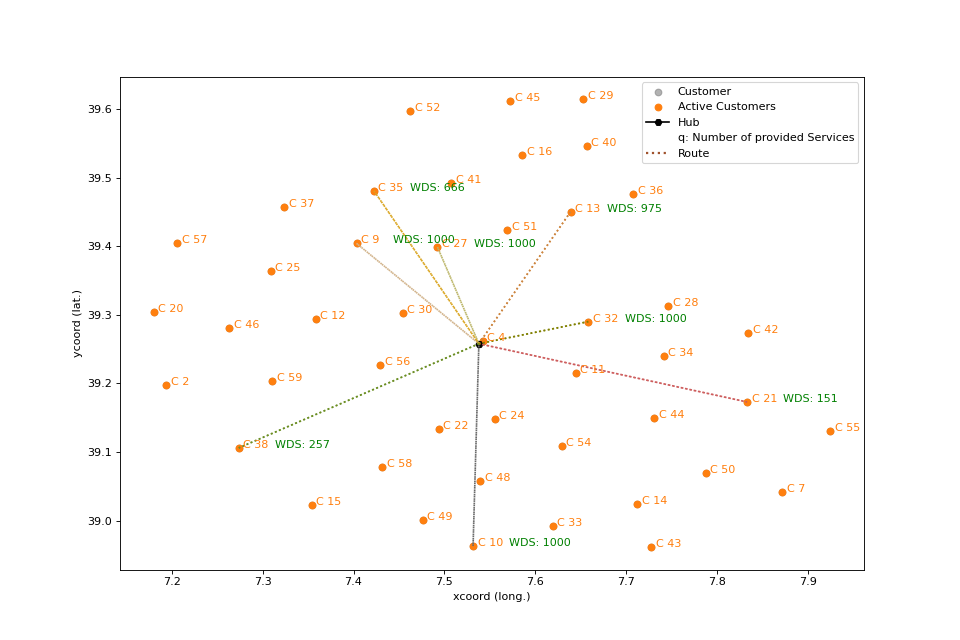 Customer
Active Customers
Hub
q: Number of provided Services
Route
C 52
C 45
C 29
C 16
C 40
C 35 WDS: 666
C 41
C 36
C 37
C 13 WDS: 975
C 51
C 57
C 9 WDS: 1000
C 27 WDS: 1000
C 25
C 20
C 46
C 12
C 30
C 28
C 32 WDS: 1000
C 42
C 4
C 34
C 56
C 11
C 2
C 59
C 21 WDS: 151
C 24
C 44
C 22
C 55
C 38 WDS: 257
C 54
C 58
C 48
C 50
C 7
C 15
C 14
C 49
C 33
C 10 WDS: 1000
C 43
39.6
39.5
39.4
39.3
39.2
39.1
39.0
ycoord (lat.)
7.2 7.3 7.4 7.5 7.6 7.7 7.8 7.9
xcoord (long.)